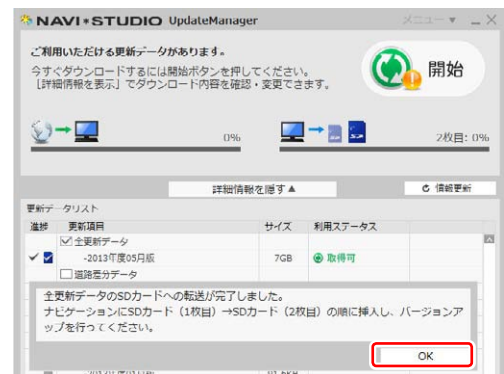 NAVI*STUDIO UpdateManager
メニュー ▼ _ X
ご利用いただける更新データがあります。
今すぐダウンロードするには開始ボタンを押してください。
[詳細情報を表示]でダウンロード内容を確認・変更できます。
開始
0%
2枚目: 0%
詳細情報を隠す▲
情報更新
更新データリスト
進捗 更新項目 サイズ 利用ステータス
全更新データ
-2013年度05月版 7GB 取得可
道路差分データ
全更新データのSDカードへの転送が完了しました。
ナビゲーションにSDカード(1枚目)→SDカード(2枚目)の順に挿入し、バージョンア
ップを行ってください。
OK